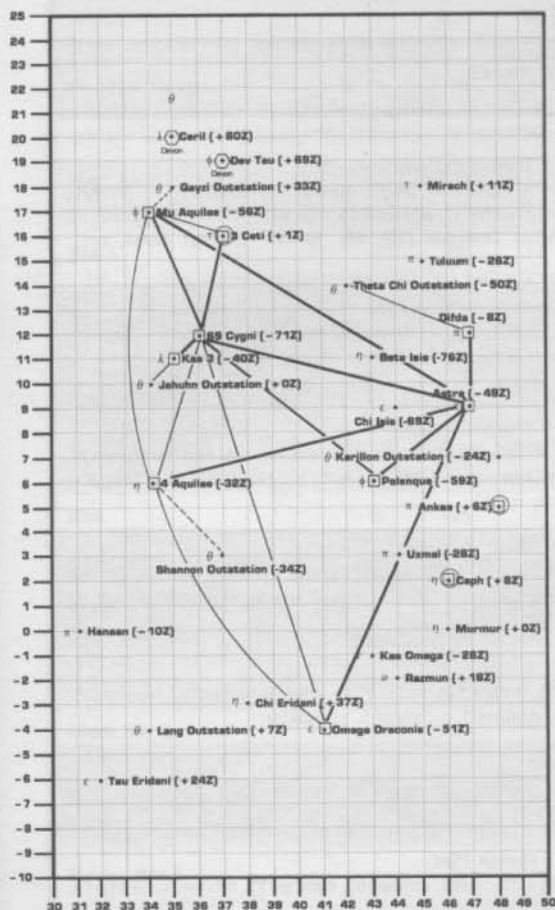 25
24
23
22
θ
21
20 λ Ceril (+80Z)
Devon
19 φ Dev Tau (+69Z)
Devon
18 θ Gayzi Outstation (+33Z) τ Mirach (+11Z)
17 φ Mu Aquilae (-56Z)
16 τ 3 Ceti (+1Z)
15 π Tuluum (-26Z)
14 θ Theta Chi Outstation (-50Z)
13
Difda (-8Z)
12 69 Cygni (-71Z) π
11 λ Kas 3 (-40Z) η Beta Isis (-76Z)
10 θ Jahuhn Outstation (+0Z)
Astra (-49Z)
9 ε
Chi Isis (-69Z)
8
7 θ Karillon Outstation (-24Z)
6 η 4 Aquilae (-32Z) φ Palenque (-59Z)
5 π Ankaa (+6Z)
4
3 θ π Uxmal (-28Z)
Shannon Outstation (-34Z)
2 η Caph (+8Z)
1
0 π Hanaan (-10Z) η Murmur (+0Z)
-1 Kas Omega (-26Z)
-2 Razmun (+18Z)
-3 η Chi Eridani (+37Z)
-4 θ Lang Outstation (+7Z) ε Omega Draconis (-51Z)
-5
-6 ε Tau Eridani (+24Z)
-7
-8
-9
-10
30 31 32 33 34 35 36 37 38 39 40 41 42 43 44 45 46 47 48 49 50